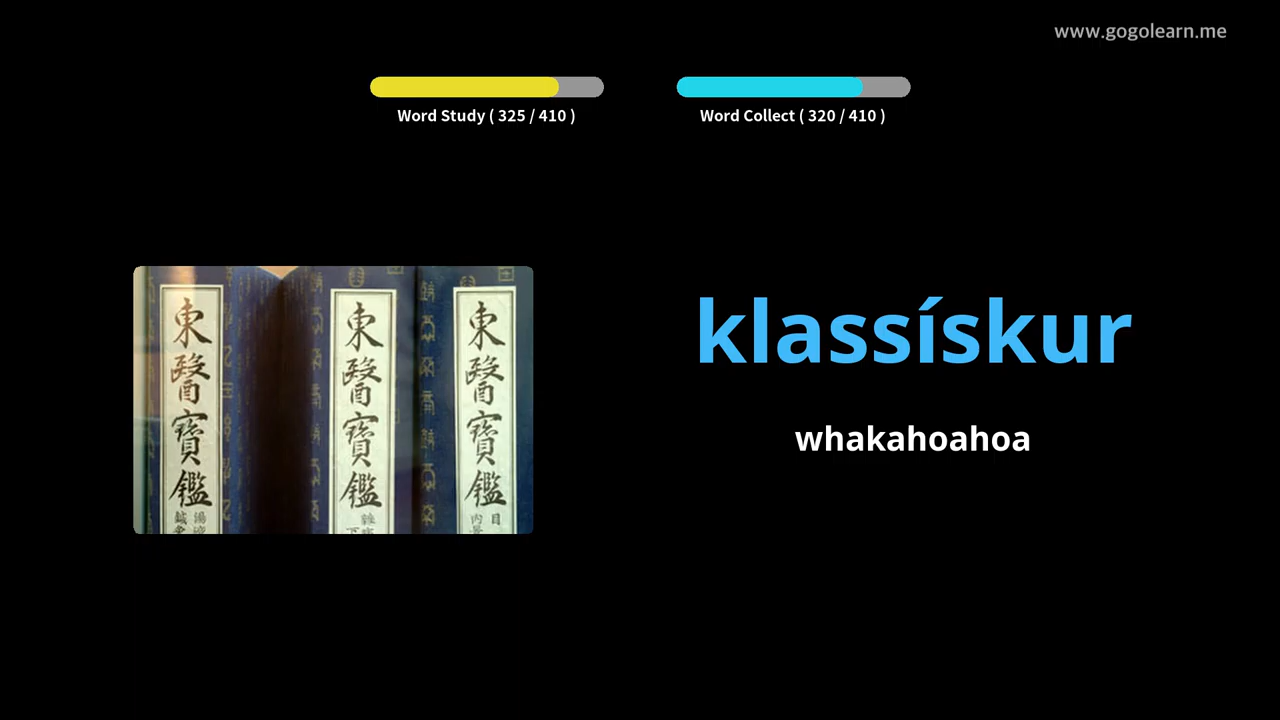 www.gogolearn.me
Word Study ( 325 / 410 )
Word Collect ( 320 / 410 )
東醫寶鑑
東醫寶鑑
東醫寶鑑
klassískur
whakahoahoa